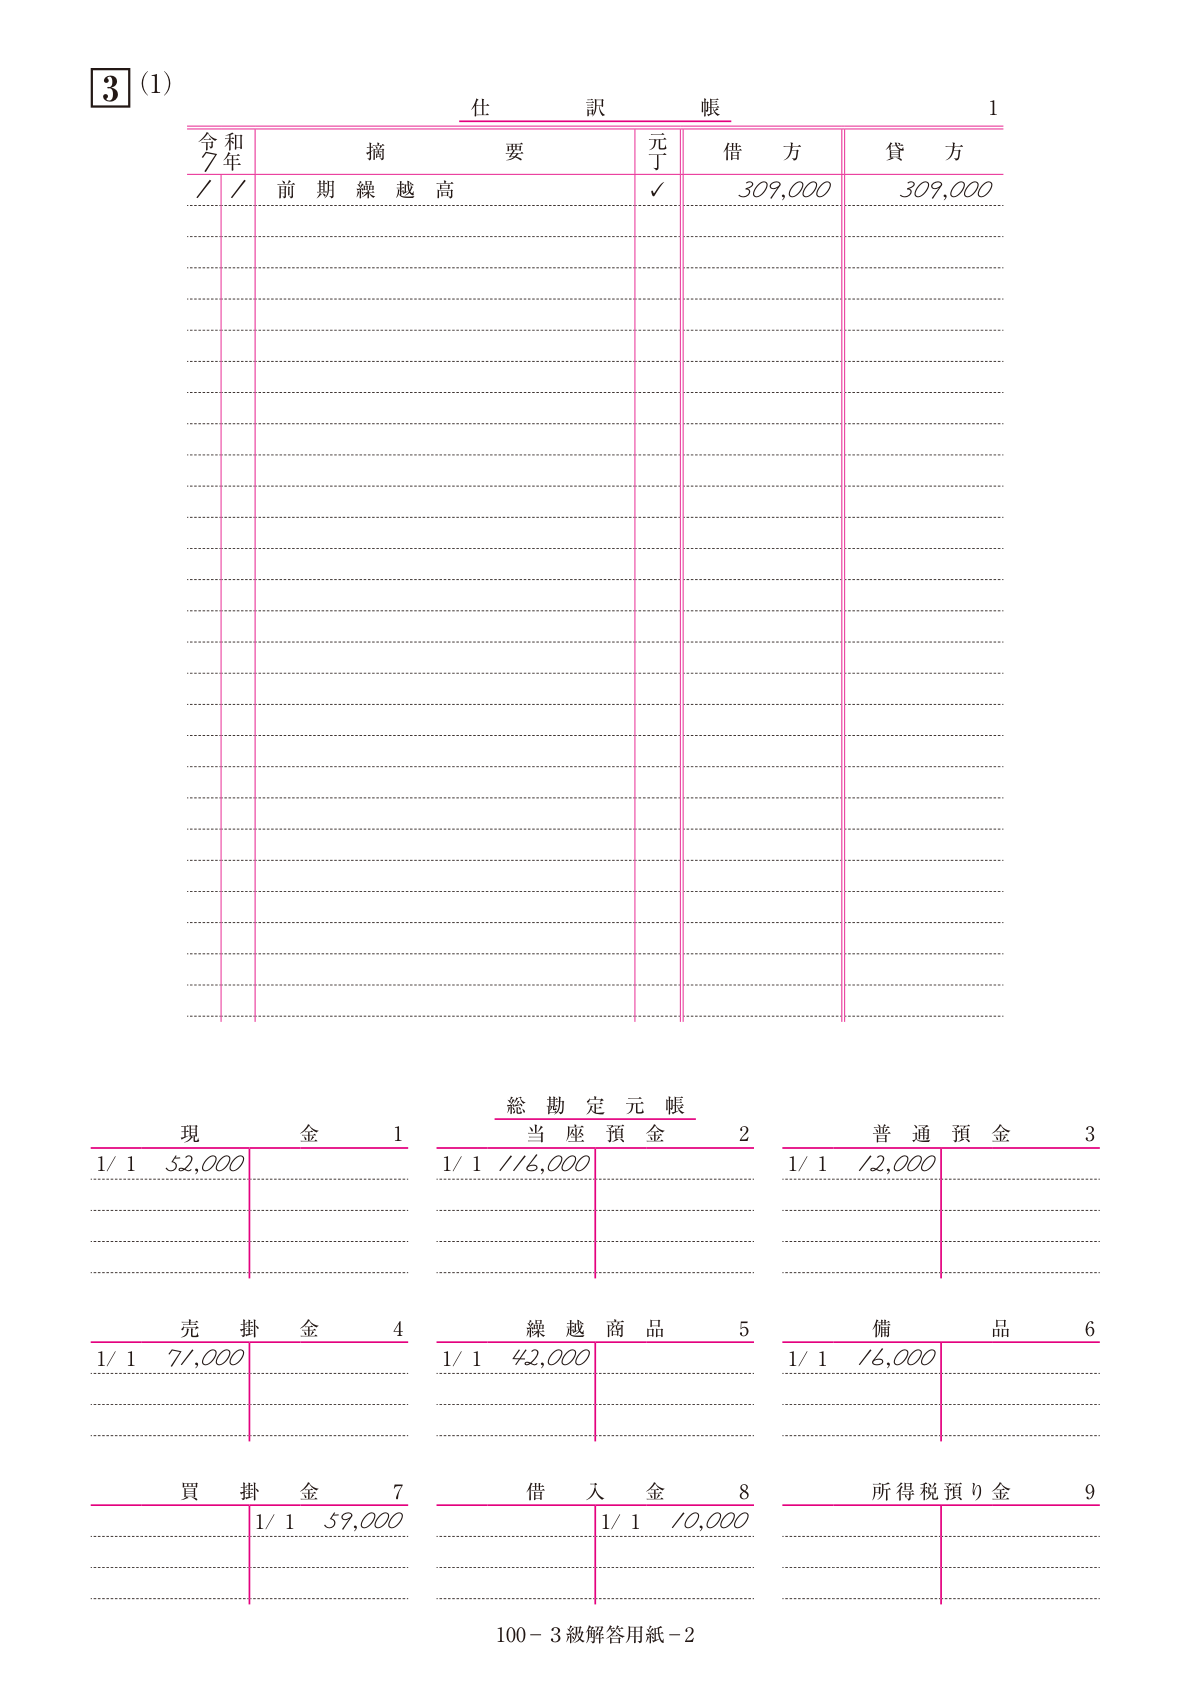 3 (1)
仕訳帳 1
令和7年 摘要 元丁 借方 貸方
1 1 前期繰越高 ✓ 309,000 309,000
総勘定元帳
現金 1 当座預金 2 普通預金 3
1/1 52,000 1/1 116,000 1/1 12,000
売掛金 4 繰越商品 5 備品 6
1/1 71,000 1/1 42,000 1/1 16,000
買掛金 7 借入金 8 所得税預り金 9
1/1 59,000 1/1 10,000
100－3級解答用紙－2